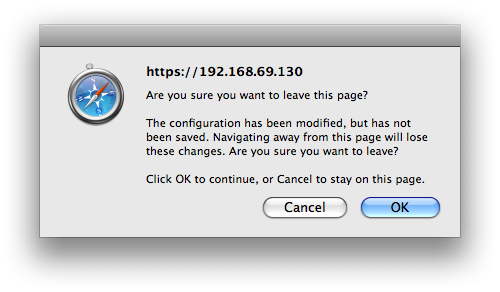 https://192.168.69.130
Are you sure you want to leave this page?
The configuration has been modified, but has not
been saved. Navigating away from this page will lose
these changes. Are you sure you want to leave?
Click OK to continue, or Cancel to stay on this page.
Cancel OK